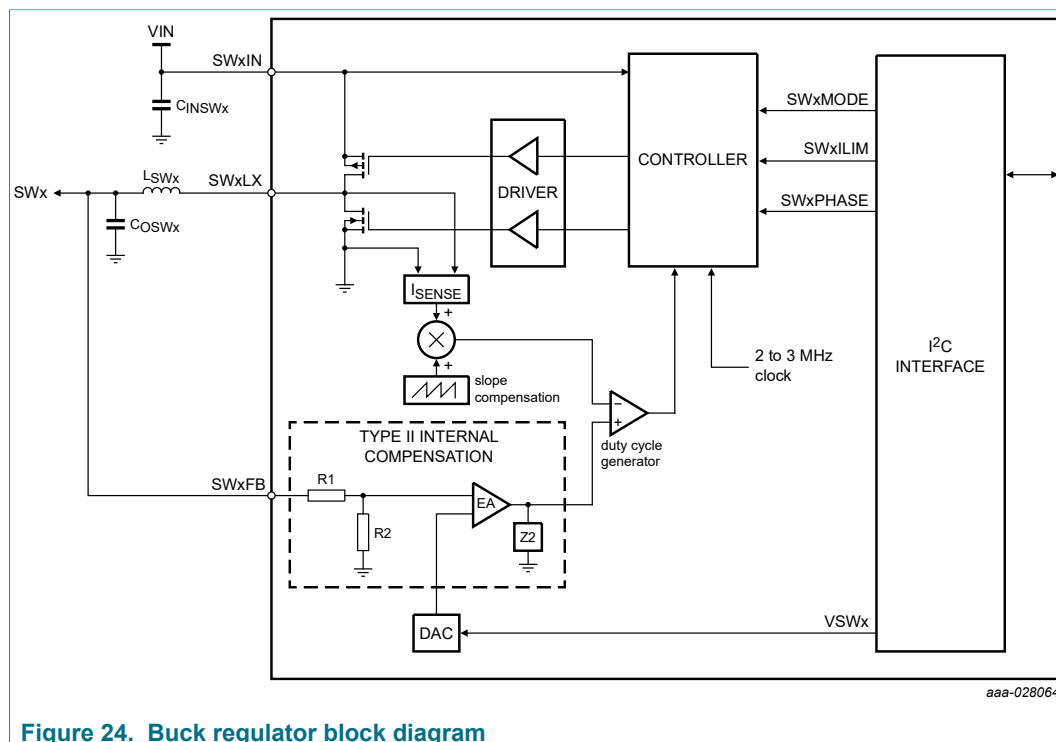 VIN
SWxIN
CINSWx
SWxMODE
CONTROLLER
SWxILIM
LSWx
SWxLX
DRIVER
SWx
SWxPHASE
COSWx
ISENSE
+
+
slope
compensation
2 to 3 MHz
clock
I2C
INTERFACE
−
+
duty cycle
generator
TYPE II INTERNAL
COMPENSATION
SWxFB
R1
EA
R2
Z2
DAC
VSWx
aaa-028064
Figure 24. Buck regulator block diagram